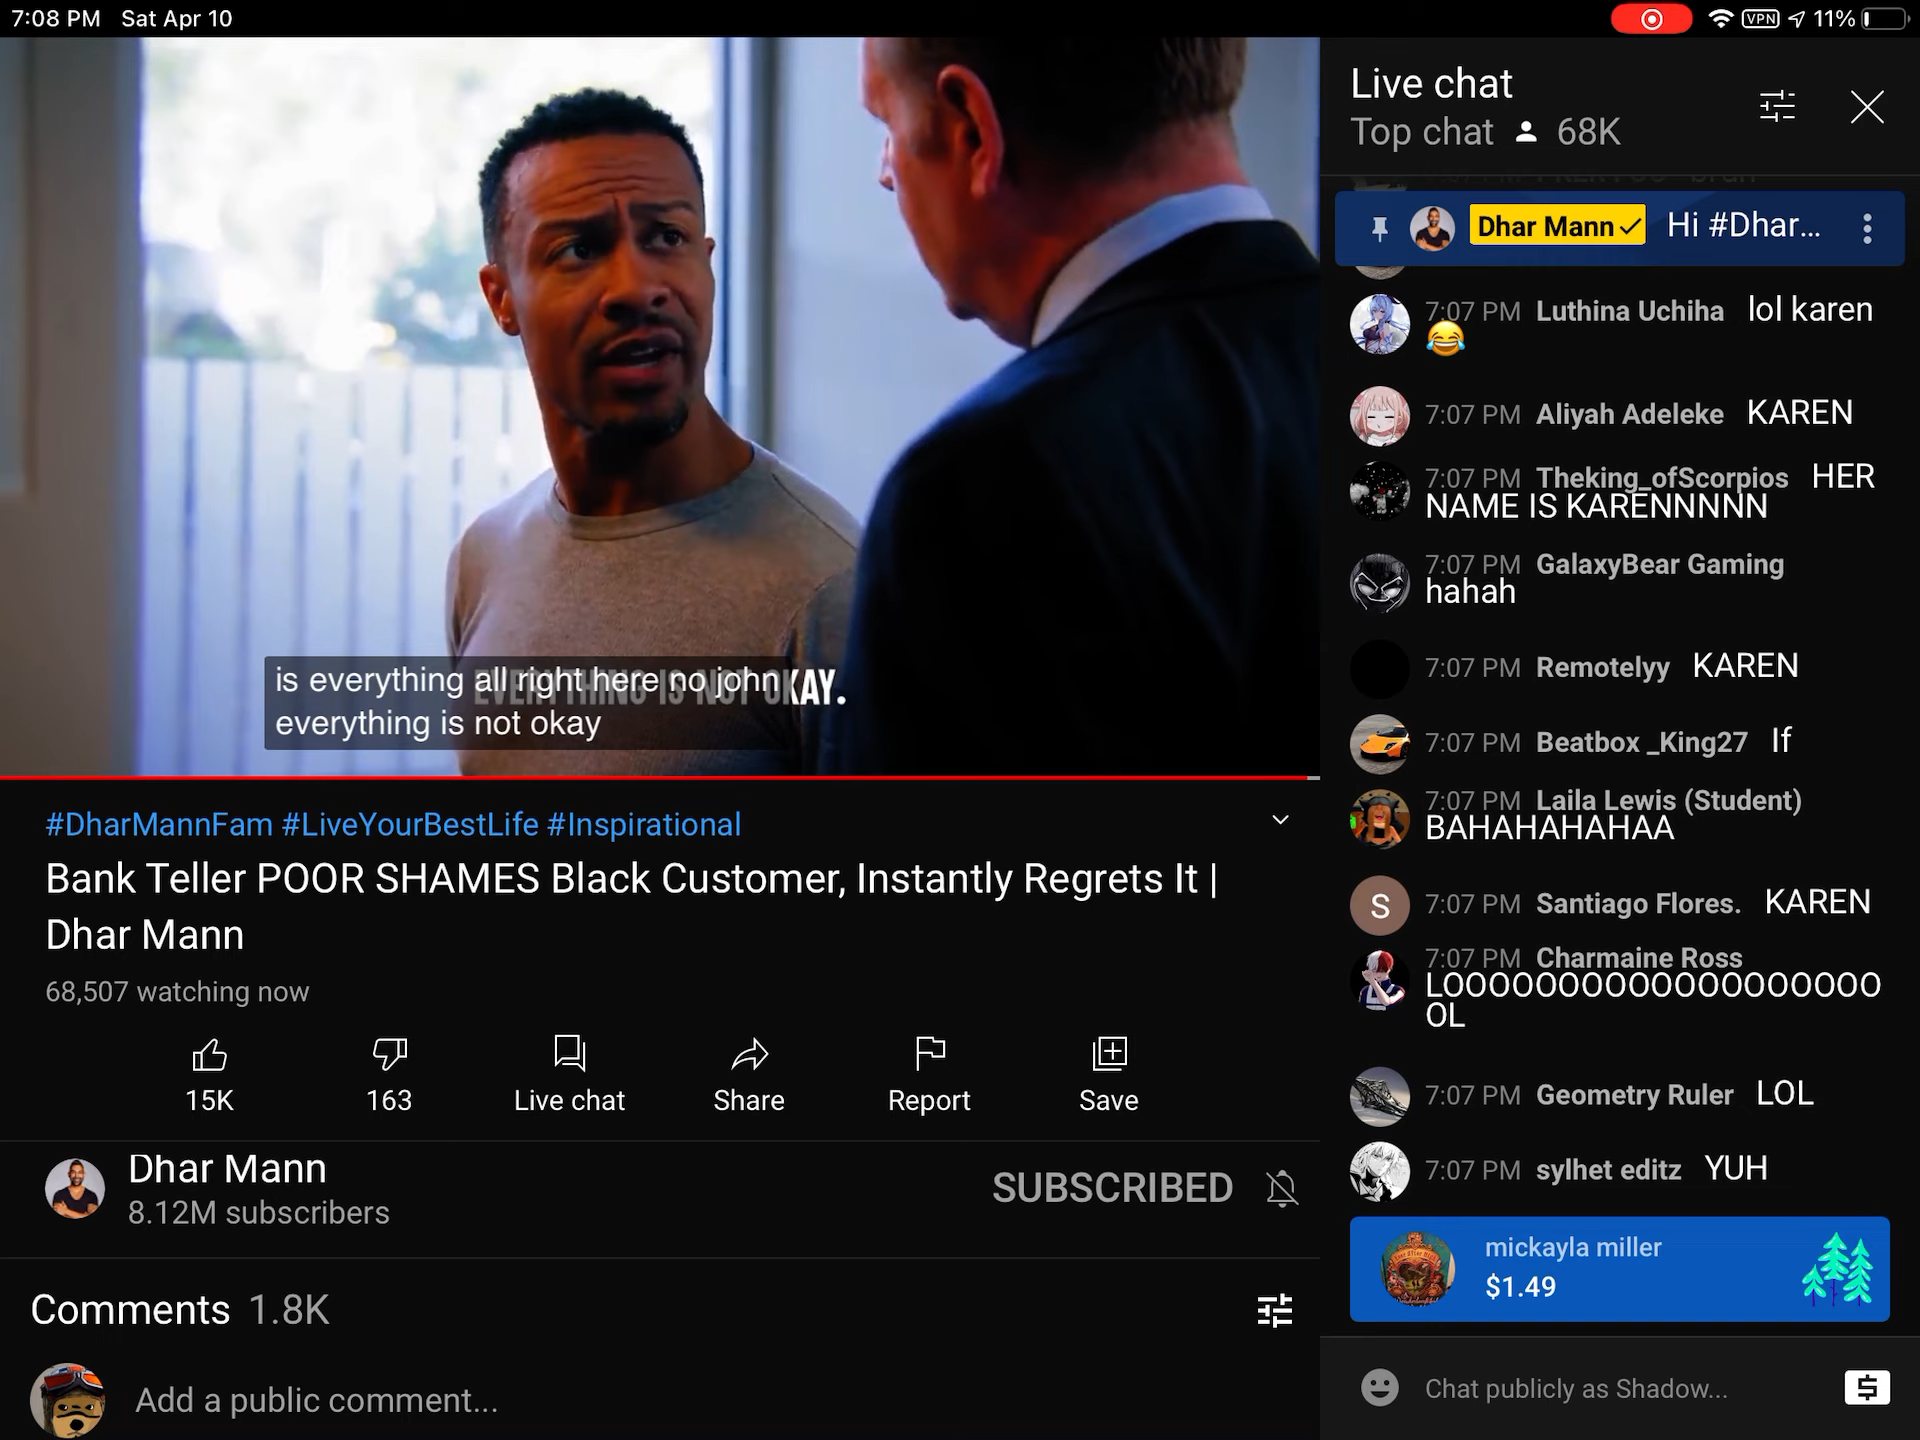 7:08 PM Sat Apr 10
VPN 11%
is everything all right here no john
everything is not okay
EVERYTHING IS NOT OKAY.
#DharMannFam #LiveYourBestLife #Inspirational
Bank Teller POOR SHAMES Black Customer, Instantly Regrets It |
Dhar Mann
68,507 watching now
15K 163 Live chat Share Report Save
Dhar Mann
8.12M subscribers
SUBSCRIBED
Comments 1.8K
Add a public comment...
Live chat
Top chat 68K
Dhar Mann Hi #Dhar...
7:07 PM Luthina Uchiha lol karen
😂
7:07 PM Aliyah Adeleke KAREN
7:07 PM Theking_ofScorpios HER
NAME IS KARENNNNN
7:07 PM GalaxyBear Gaming
hahah
7:07 PM Remotelyy KAREN
7:07 PM Beatbox _King27 If
7:07 PM Laila Lewis (Student)
BAHAHAHAHAA
S 7:07 PM Santiago Flores. KAREN
7:07 PM Charmaine Ross
LOOOOOOOOOOOOOOOOOOO
OL
7:07 PM Geometry Ruler LOL
7:07 PM sylhet editz YUH
mickayla miller
$1.49
Chat publicly as Shadow...